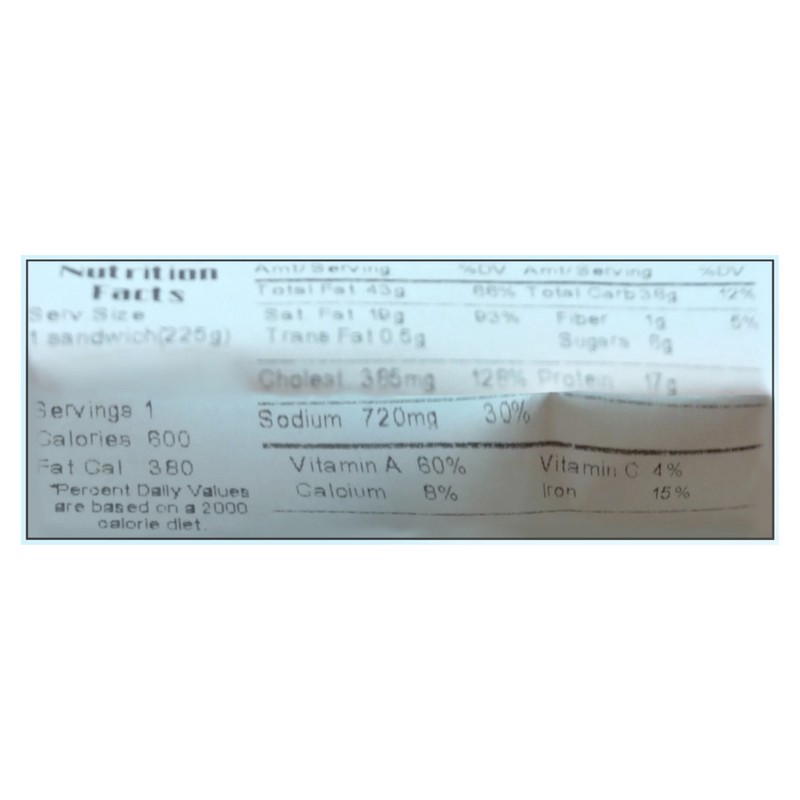 Nutrition
Facts
Serv Size
1 sandwich(225g)
Servings 1
Calories 600
Fat Cal 380
*Percent Daily Values
are based on a 2000
calorie diet.
Amt/Serving %DV Amt/Serving %DV
Total Fat 43g 66% Total Carb 36g 12%
Sat. Fat 19g 93% Fiber 1g 5%
Trans Fat 0.5g Sugars 6g
Cholest 385mg 128% Protein 17g
Sodium 720mg 30%
Vitamin A 60% Vitamin C 4%
Calcium 8% Iron 15%